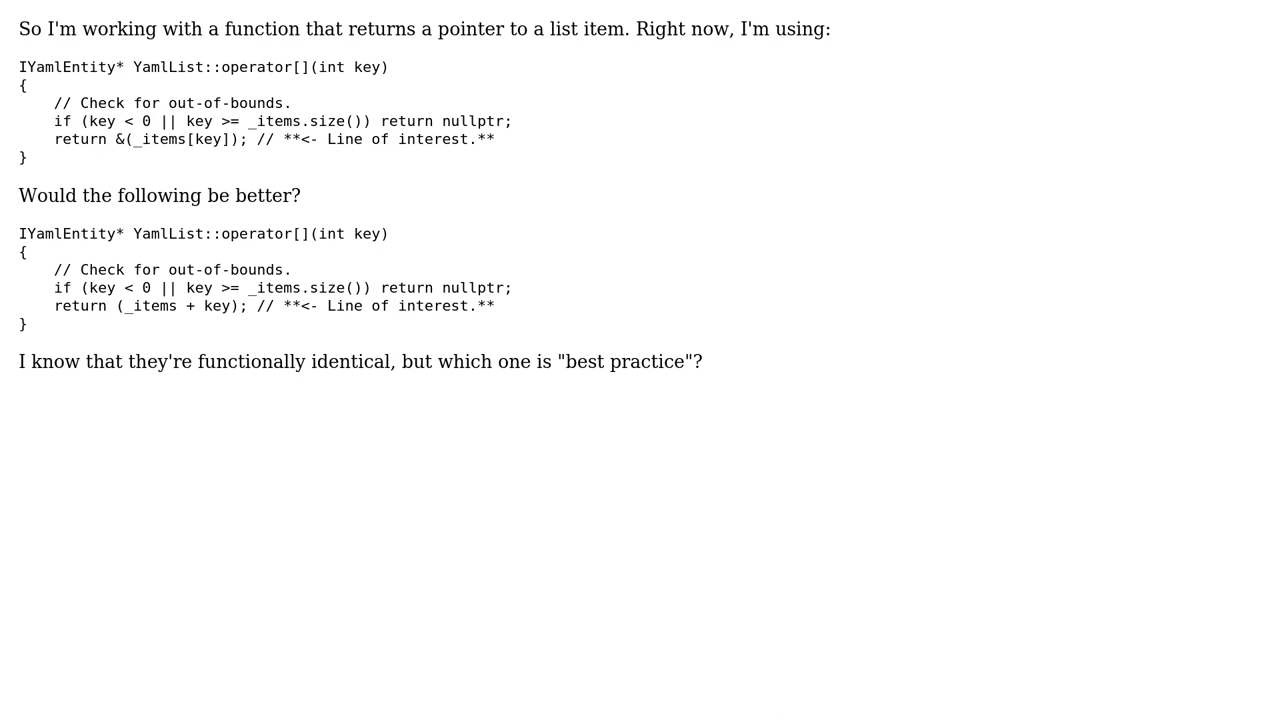 So I'm working with a function that returns a pointer to a list item. Right now, I'm using:
IYamlEntity* YamlList::operator[](int key)
{
    // Check for out-of-bounds.
    if (key < 0 || key >= _items.size()) return nullptr;
    return &(_items[key]); // **<- Line of interest.**
}
Would the following be better?
IYamlEntity* YamlList::operator[](int key)
{
    // Check for out-of-bounds.
    if (key < 0 || key >= _items.size()) return nullptr;
    return (_items + key); // **<- Line of interest.**
}
I know that they're functionally identical, but which one is "best practice"?